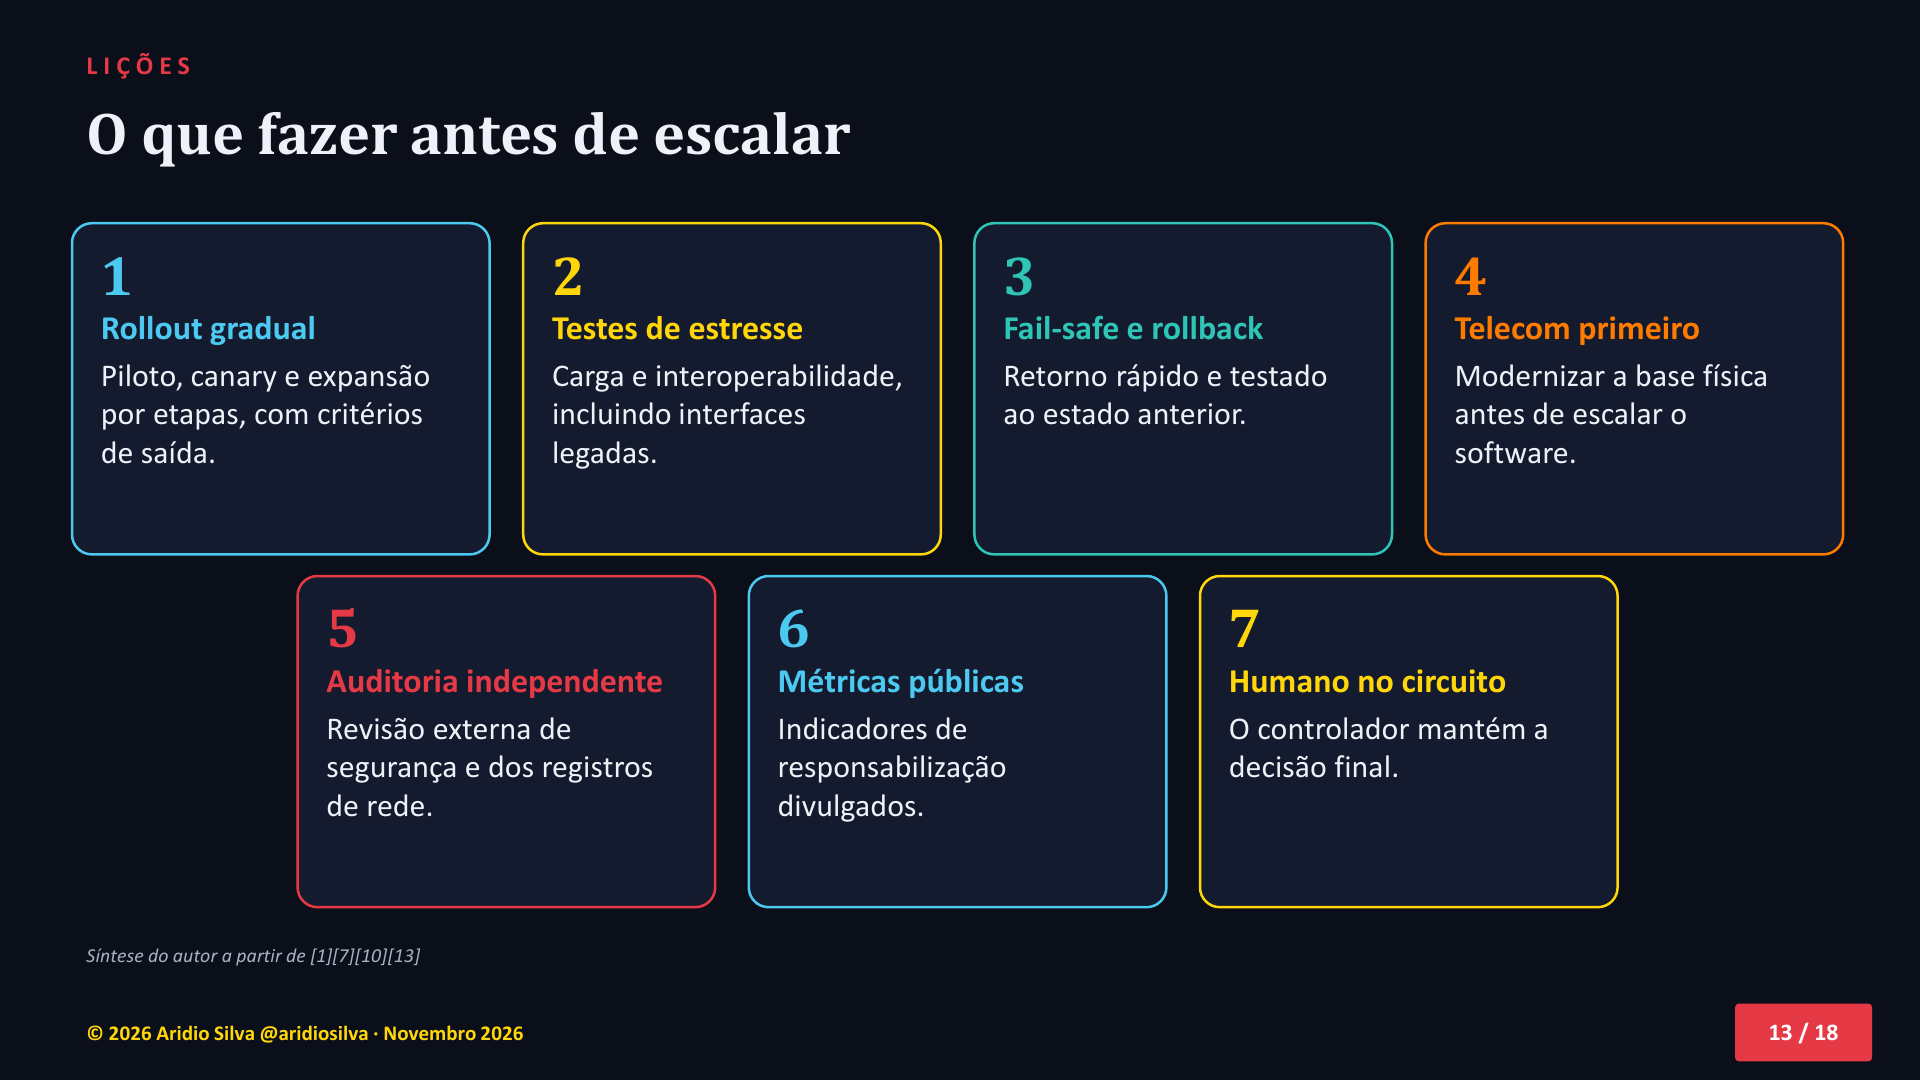 LIÇÕES
O que fazer antes de escalar
1
Rollout gradual
Piloto, canary e expansão
por etapas, com critérios
de saída.
2
Testes de estresse
Carga e interoperabilidade,
incluindo interfaces
legadas.
3
Fail-safe e rollback
Retorno rápido e testado
ao estado anterior.
4
Telecom primeiro
Modernizar a base física
antes de escalar o
software.
5
Auditoria independente
Revisão externa de
segurança e dos registros
de rede.
6
Métricas públicas
Indicadores de
responsabilização
divulgados.
7
Humano no circuito
O controlador mantém a
decisão final.
Síntese do autor a partir de [1][7][10][13]
© 2026 Aridio Silva @aridiosilva · Novembro 2026
13 / 18